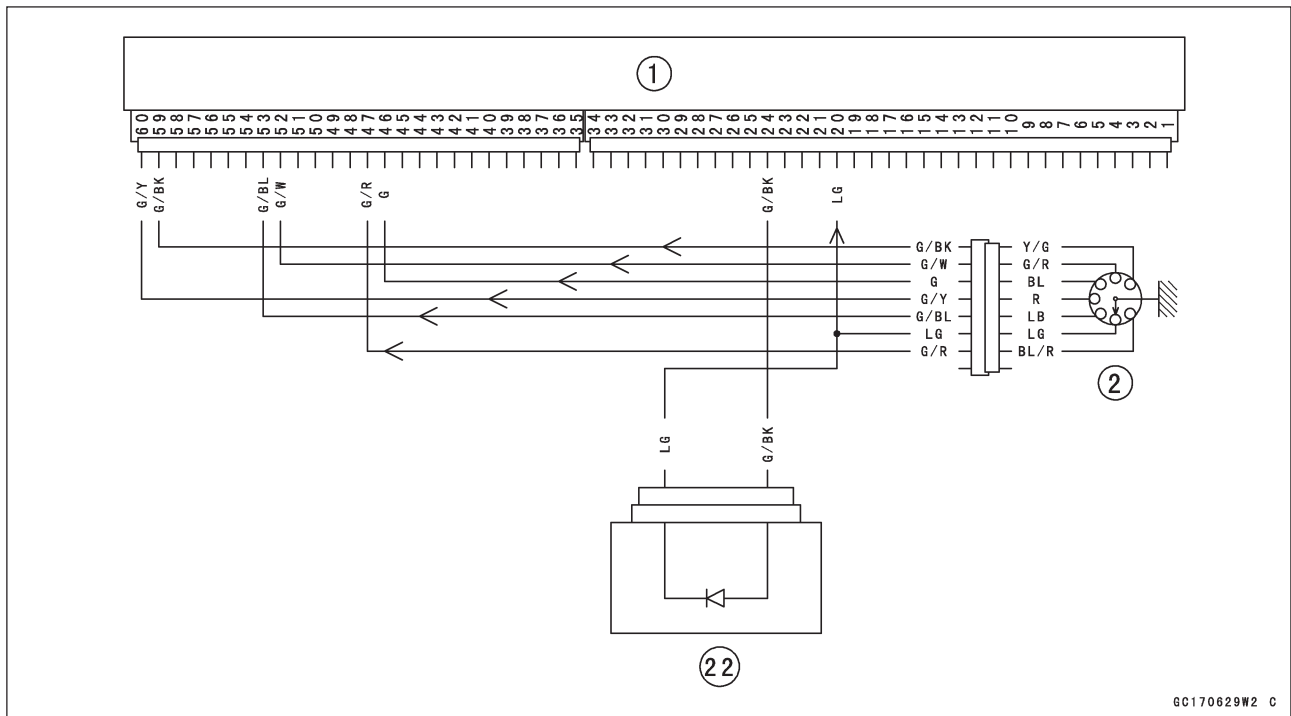 1
60 59 58 57 56 55 54 53 52 51 50 49 48 47 46 45 44 43 42 41 40 39 38 37 36 35 34 33 32 31 30 29 28 27 26 25 24 23 22 21 20 19 18 17 16 15 14 13 12 11 10 9 8 7 6 5 4 3 2 1
G/Y G/BK G/BL G/W G/R G G/BK LG
G/BK Y/G
G/W G/R
G BL
G/Y R
G/BL LB
LG LG
G/R BL/R
2
LG G/BK
22
GC170629W2 C